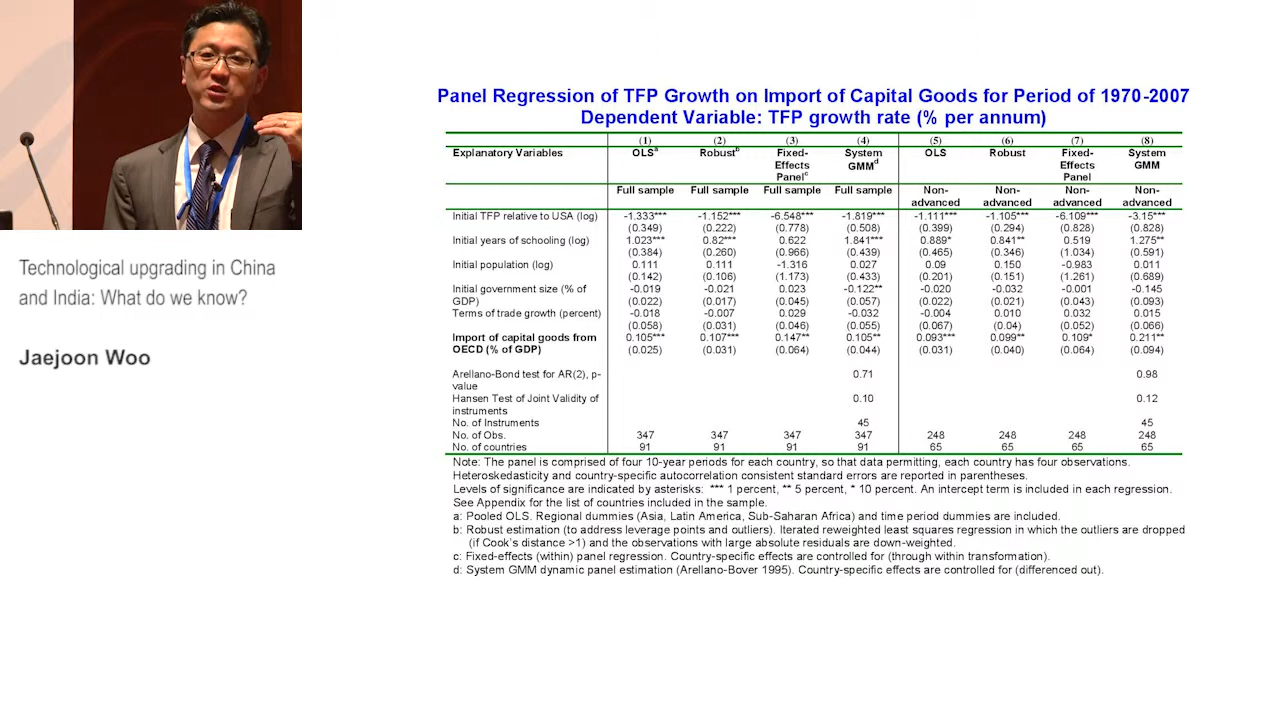 Technological upgrading in China
and India: What do we know?
Jaejoon Woo
Panel Regression of TFP Growth on Import of Capital Goods for Period of 1970-2007
Dependent Variable: TFP growth rate (% per annum)
(1) (2) (3) (4) (5) (6) (7) (8)
Explanatory Variables OLSa Robustb Fixed-Effects Panelc System GMMd OLS Robust Fixed-Effects Panel System GMM
Full sample Full sample Full sample Full sample Non-advanced Non-advanced Non-advanced Non-advanced
Initial TFP relative to USA (log) -1.333*** -1.152*** -6.548*** -1.819*** -1.111*** -1.105*** -6.109*** -3.15***
(0.349) (0.222) (0.778) (0.508) (0.399) (0.294) (0.828) (0.828)
Initial years of schooling (log) 1.023*** 0.82*** 0.622 1.841*** 0.889* 0.841** 0.519 1.275**
(0.384) (0.260) (0.966) (0.439) (0.465) (0.346) (1.034) (0.591)
Initial population (log) 0.111 0.111 -1.316 0.027 0.09 0.150 -0.983 0.011
(0.142) (0.106) (1.173) (0.433) (0.201) (0.151) (1.261) (0.689)
Initial government size (% of -0.019 -0.021 0.023 -0.122** -0.020 -0.032 -0.001 -0.145
GDP) (0.022) (0.017) (0.045) (0.057) (0.022) (0.021) (0.043) (0.093)
Terms of trade growth (percent) -0.018 -0.007 0.029 -0.032 -0.004 0.010 0.032 0.015
(0.058) (0.031) (0.046) (0.055) (0.067) (0.04) (0.052) (0.066)
Import of capital goods from 0.105*** 0.107*** 0.147** 0.105** 0.093*** 0.099** 0.109* 0.211**
OECD (% of GDP) (0.025) (0.031) (0.064) (0.044) (0.031) (0.040) (0.064) (0.094)
Arellano-Bond test for AR(2), p- 0.71 0.98
value
Hansen Test of Joint Validity of 0.10 0.12
instruments
No. of Instruments 45 45
No. of Obs. 347 347 347 347 248 248 248 248
No. of countries 91 91 91 91 65 65 65 65
Note: The panel is comprised of four 10-year periods for each country, so that data permitting, each country has four observations.
Heteroskedasticity and country-specific autocorrelation consistent standard errors are reported in parentheses.
Levels of significance are indicated by asterisks: *** 1 percent, ** 5 percent, * 10 percent. An intercept term is included in each regression.
See Appendix for the list of countries included in the sample.
a: Pooled OLS. Regional dummies (Asia, Latin America, Sub-Saharan Africa) and time period dummies are included.
b: Robust estimation (to address leverage points and outliers). Iterated reweighted least squares regression in which the outliers are dropped
(if Cook's distance >1) and the observations with large absolute residuals are down-weighted.
c: Fixed-effects (within) panel regression. Country-specific effects are controlled for (through within transformation).
d: System GMM dynamic panel estimation (Arellano-Bover 1995). Country-specific effects are controlled for (differenced out).